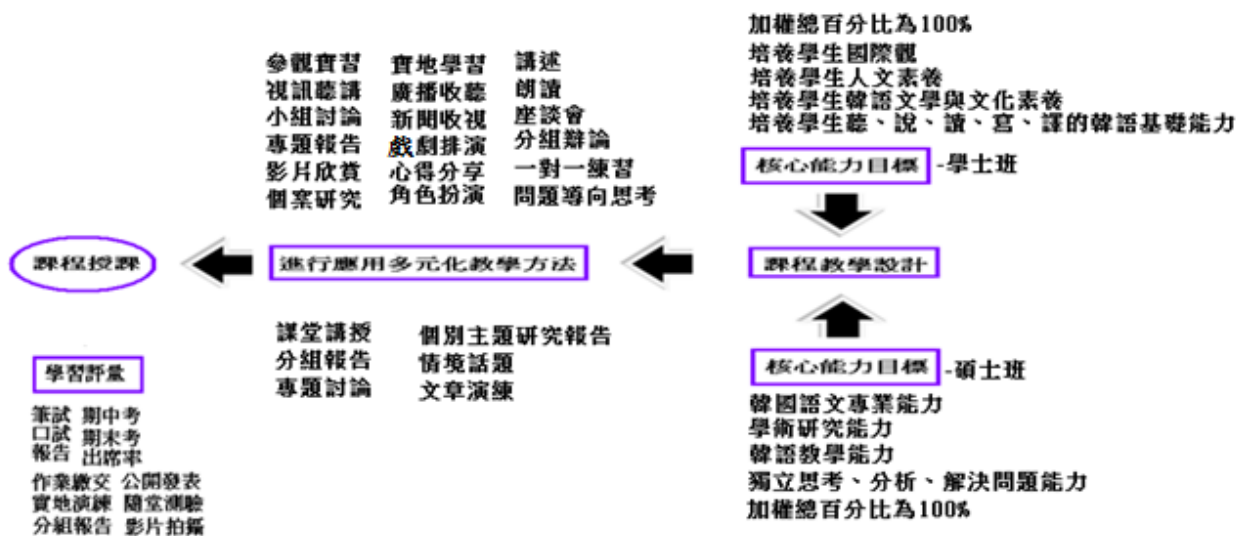 加權總百分比為100%
培養學生國際觀
培養學生人文素養
培養學生韓語文學與文化素養
培養學生聽、說、讀、寫、譯的韓語基礎能力
核心能力目標 -學士班
參觀實習 實地學習 講述
視訊聽講 廣播收聽 朗讀
小組討論 新聞收視 座談會
專題報告 戲劇排演 分組辯論
影片欣賞 心得分享 一對一練習
個案研究 角色扮演 問題導向思考
課程授課
進行應用多元化教學方法
課程教學設計
課堂講授 個別主題研究報告
分組報告 情境話題
專題討論 文章演練
核心能力目標 -碩士班
韓國語文專業能力
學術研究能力
韓語教學能力
獨立思考、分析、解決問題能力
加權總百分比為100%
學習評量
筆試 期中考
口試 期末考
報告 出席率
作業繳交 公開發表
實地演練 隨堂測驗
分組報告 影片拍攝